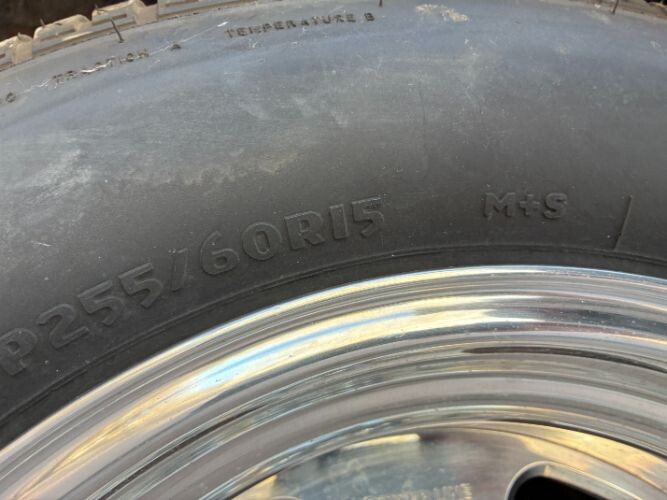 TRACTION A TEMPERATURE B
P255/60R15 M+S